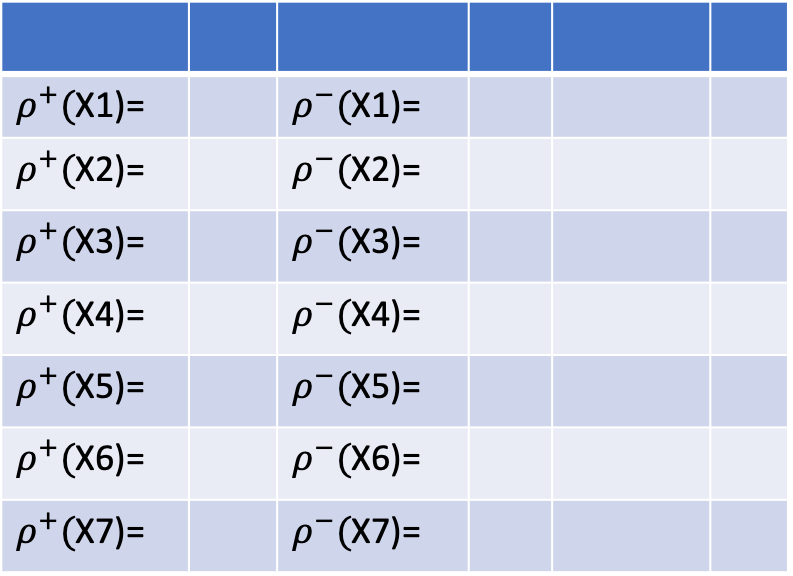 ρ⁺(X1)= ρ⁻(X1)=
ρ⁺(X2)= ρ⁻(X2)=
ρ⁺(X3)= ρ⁻(X3)=
ρ⁺(X4)= ρ⁻(X4)=
ρ⁺(X5)= ρ⁻(X5)=
ρ⁺(X6)= ρ⁻(X6)=
ρ⁺(X7)= ρ⁻(X7)=